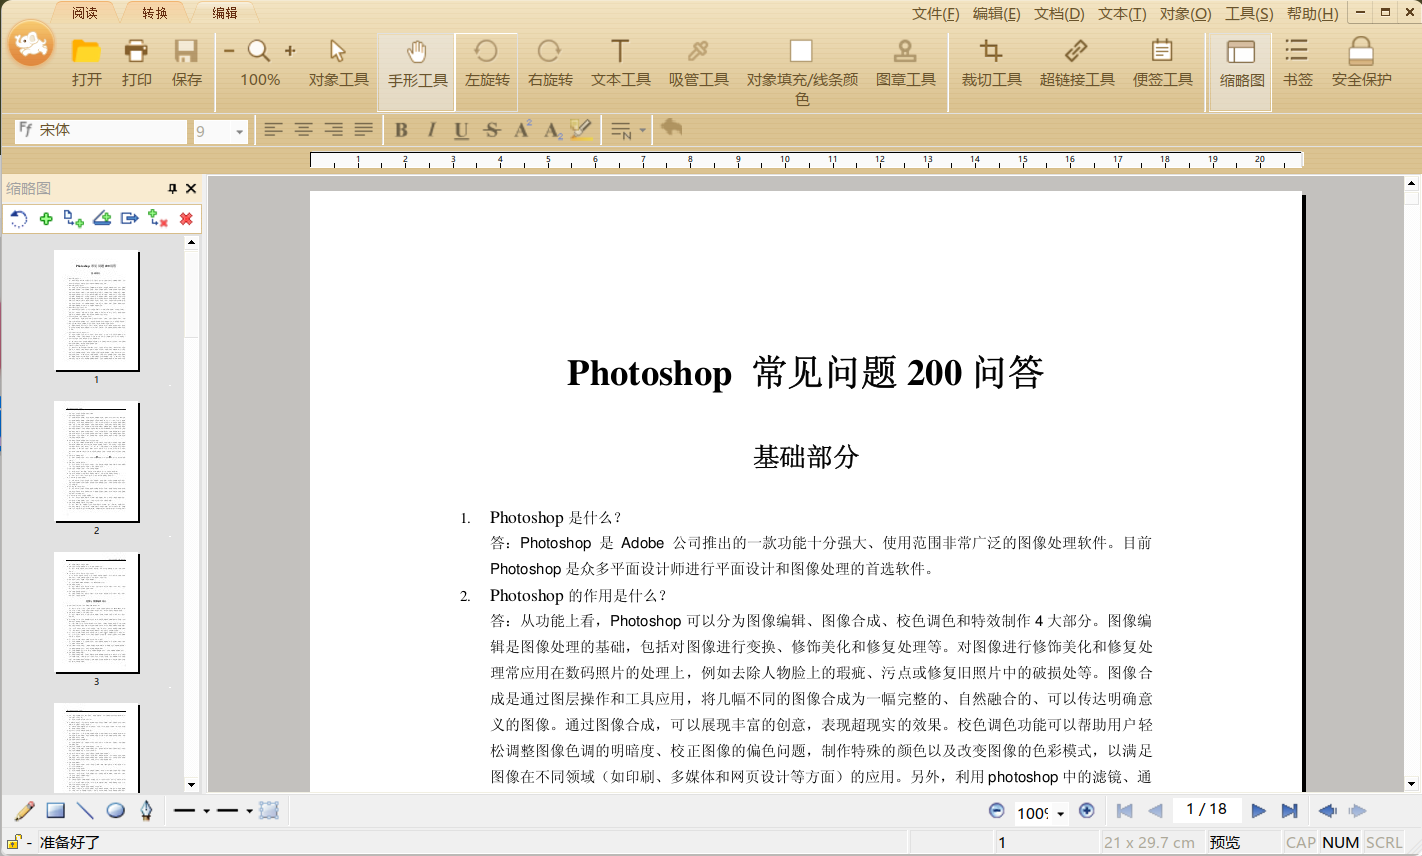 阅读 转换 编辑
文件(F) 编辑(E) 文档(D) 文本(T) 对象(O) 工具(S) 帮助(H)
打开 打印 保存 100% 对象工具 手形工具 左旋转 右旋转 文本工具 吸管工具 对象填充/线条颜色 图章工具 裁切工具 超链接工具 便签工具 缩略图 书签 安全保护
宋体 9
1 2 3 4 5 6 7 8 9 10 11 12 13 14 15 16 17 18 19 20
缩略图
1
2
3
Photoshop 常见问题 200 问答
基础部分
1. Photoshop 是什么？
答：Photoshop 是 Adobe 公司推出的一款功能十分强大、使用范围非常广泛的图像处理软件。目前
Photoshop 是众多平面设计师进行平面设计和图像处理的首选软件。
2. Photoshop 的作用是什么？
答：从功能上看，Photoshop 可以分为图像编辑、图像合成、校色调色和特效制作 4 大部分。图像编
辑是图像处理的基础，包括对图像进行变换、修饰美化和修复处理等。对图像进行修饰美化和修复处
理常应用在数码照片的处理上，例如去除人物脸上的瑕疵、污点或修复旧照片中的破损处等。图像合
成是通过图层操作和工具应用，将几幅不同的图像合成为一幅完整的、自然融合的、可以传达明确意
义的图像。通过图像合成，可以展现丰富的创意，表现超现实的效果。校色调色功能可以帮助用户轻
松调整图像色调的明暗度、校正图像的偏色问题，制作特殊的颜色以及改变图像的色彩模式，以满足
图像在不同领域（如印刷、多媒体和网页设计等方面）的应用。另外，利用 photoshop 中的滤镜、通
100% 1 / 18
- 准备好了 1 21 x 29.7 cm 预览 CAP NUM SCRL